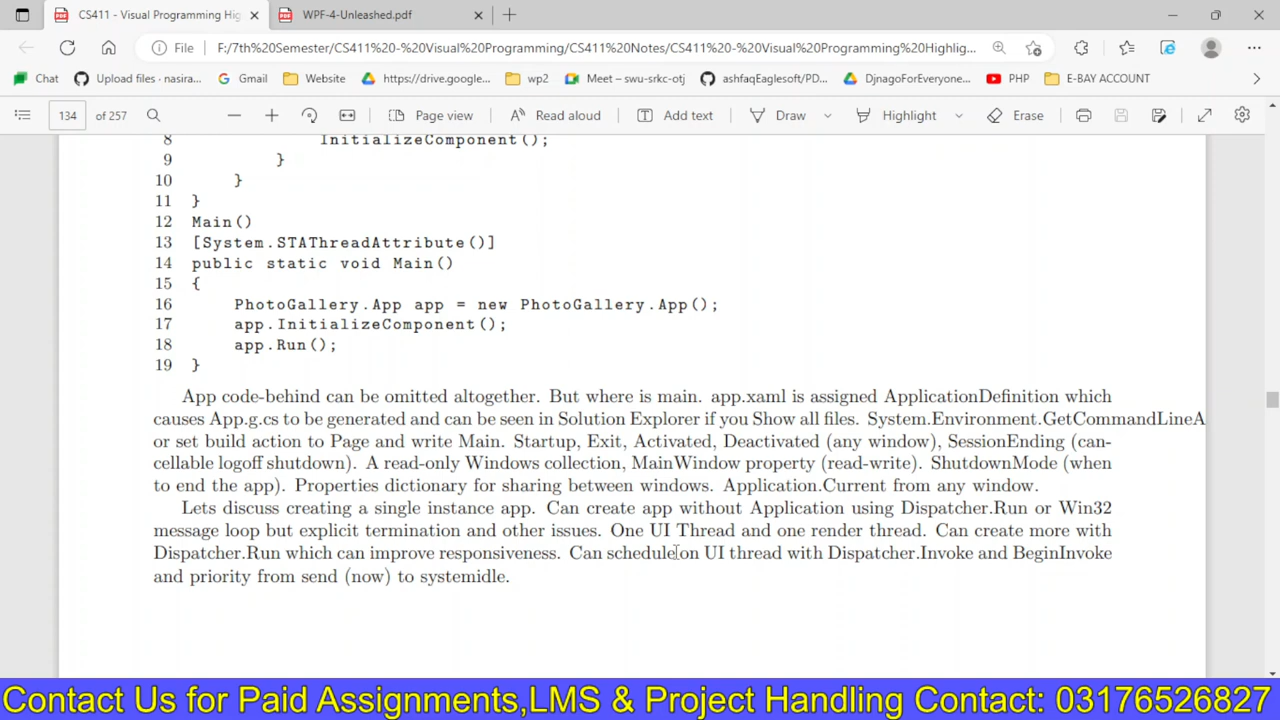 CS411 - Visual Programming Hig
WPF-4-Unleashed.pdf
File
F:/7th%20Semester/CS411%20-%20Visual%20Programming/CS411%20Notes/CS411%20-%20Visual%20Programming%20Highlig...
Chat
Upload files · nasira...
Gmail
Website
https://drive.google...
wp2
Meet – swu-srkc-otj
ashfaqEaglesoft/PD...
DjnagoForEveryone...
PHP
E-BAY ACCOUNT
134 of 257
Page view
Read aloud
Add text
Draw
Highlight
Erase
8 InitializeComponent();
9 }
10 }
11 }
12 Main()
13 [System.STAThreadAttribute()]
14 public static void Main()
15 {
16 PhotoGallery.App app = new PhotoGallery.App();
17 app.InitializeComponent();
18 app.Run();
19 }
App code-behind can be omitted altogether. But where is main. app.xaml is assigned ApplicationDefinition which
causes App.g.cs to be generated and can be seen in Solution Explorer if you Show all files. System.Environment.GetCommandLineA
or set build action to Page and write Main. Startup, Exit, Activated, Deactivated (any window), SessionEnding (can-
cellable logoff shutdown). A read-only Windows collection, MainWindow property (read-write). ShutdownMode (when
to end the app). Properties dictionary for sharing between windows. Application.Current from any window.
Lets discuss creating a single instance app. Can create app without Application using Dispatcher.Run or Win32
message loop but explicit termination and other issues. One UI Thread and one render thread. Can create more with
Dispatcher.Run which can improve responsiveness. Can schedule on UI thread with Dispatcher.Invoke and BeginInvoke
and priority from send (now) to systemidle.
Contact Us for Paid Assignments,LMS & Project Handling Contact: 03176526827